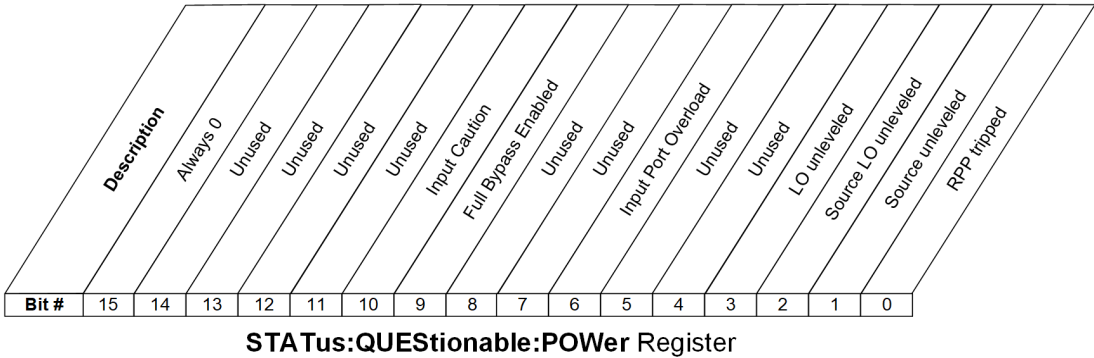 Description
Always 0
Unused
Unused
Unused
Unused
Input Caution
Full Bypass Enabled
Unused
Unused
Input Port Overload
Unused
Unused
LO unleveled
Source LO unleveled
Source unleveled
RPP tripped
Bit # 15 14 13 12 11 10 9 8 7 6 5 4 3 2 1 0
STATus:QUEStionable:POWer Register